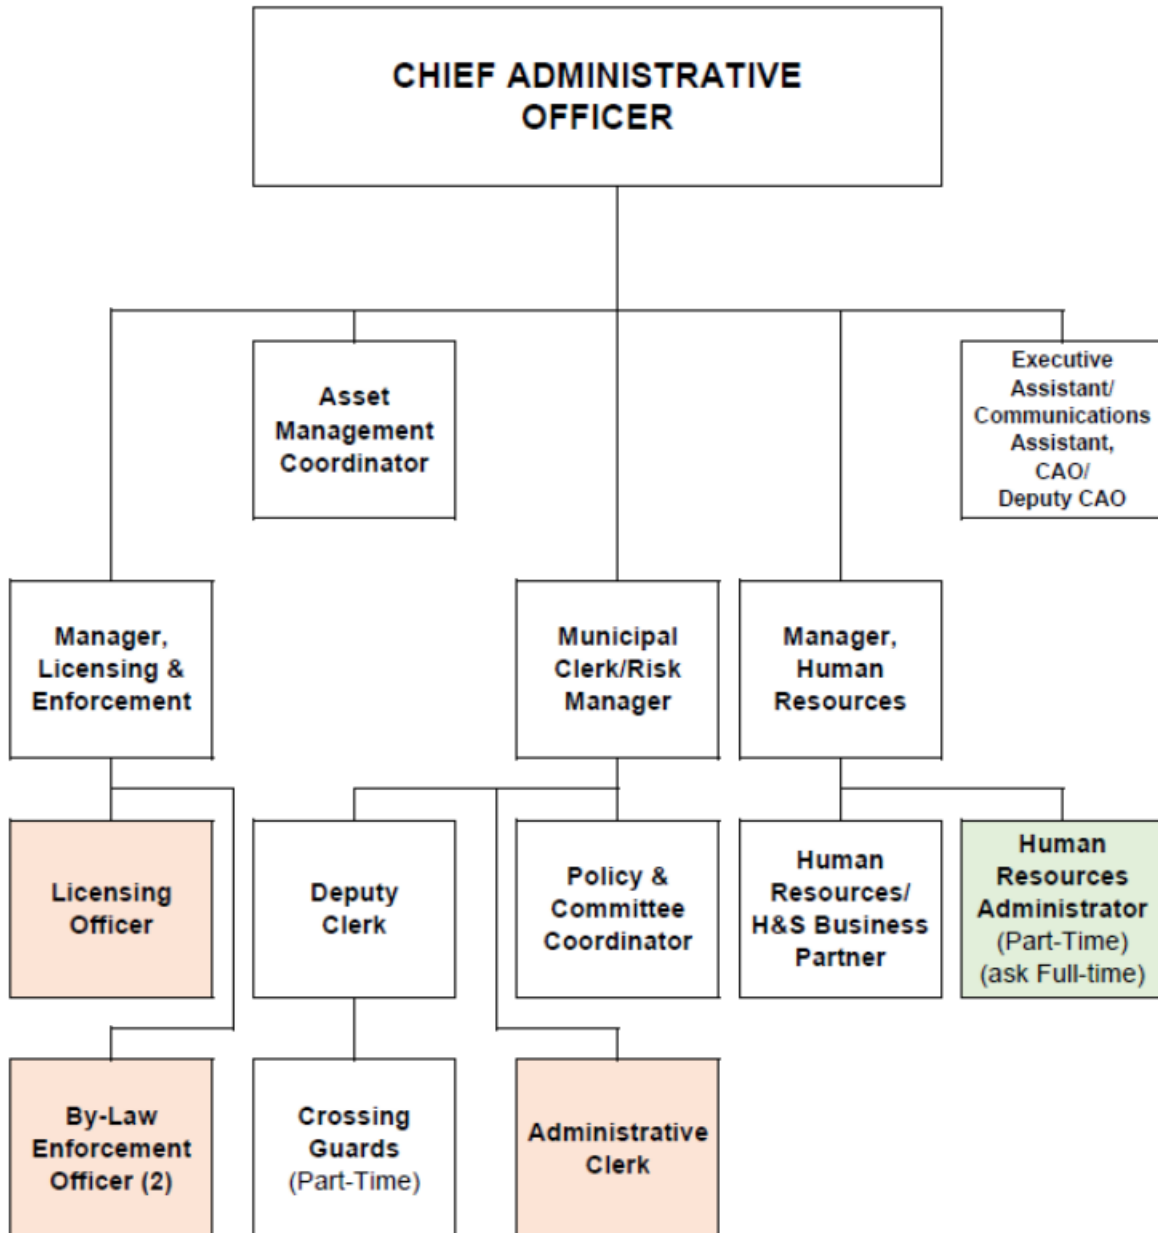 CHIEF ADMINISTRATIVE
OFFICER
Asset
Management
Coordinator
Executive
Assistant/
Communications
Assistant,
CAO/
Deputy CAO
Manager,
Licensing &
Enforcement
Municipal
Clerk/Risk
Manager
Manager,
Human
Resources
Licensing
Officer
Deputy
Clerk
Policy &
Committee
Coordinator
Human
Resources/
H&S Business
Partner
Human
Resources
Administrator
(Part-Time)
(ask Full-time)
By-Law
Enforcement
Officer (2)
Crossing
Guards
(Part-Time)
Administrative
Clerk